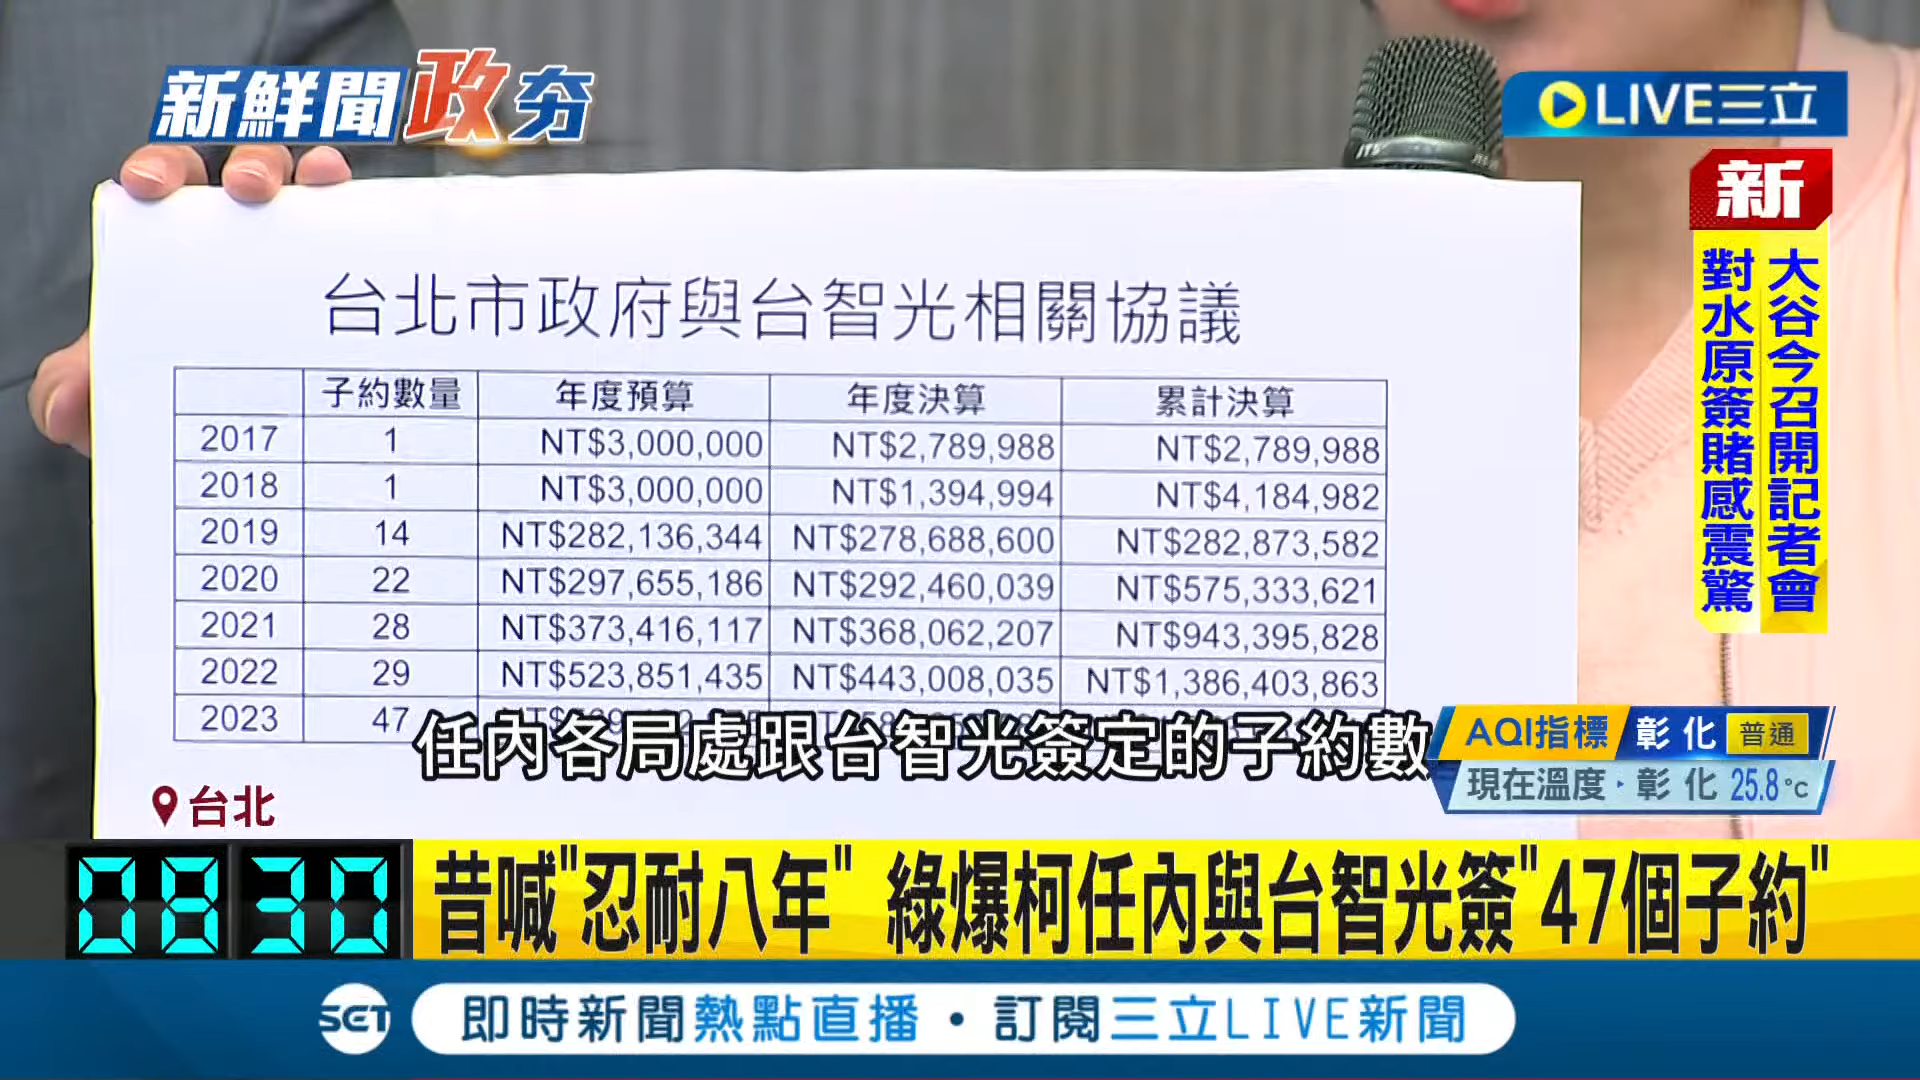 新鮮聞政夯
LIVE三立
新
大谷今召開記者會
對水原簽賭感震驚
台北市政府與台智光相關協議
子約數量 年度預算 年度決算 累計決算
2017 1 NT$3,000,000 NT$2,789,988 NT$2,789,988
2018 1 NT$3,000,000 NT$1,394,994 NT$4,184,982
2019 14 NT$282,136,344 NT$278,688,600 NT$282,873,582
2020 22 NT$297,655,186 NT$292,460,039 NT$575,333,621
2021 28 NT$373,416,117 NT$368,062,207 NT$943,395,828
2022 29 NT$523,851,435 NT$443,008,035 NT$1,386,403,863
2023 47
任內各局處跟台智光簽定的子約數
AQI指標 彰化 普通
現在溫度 · 彰化 25.8°C
台北
0830
昔喊"忍耐八年" 綠爆柯任內與台智光簽"47個子約"
SET 即時新聞熱點直播・訂閱三立LIVE新聞